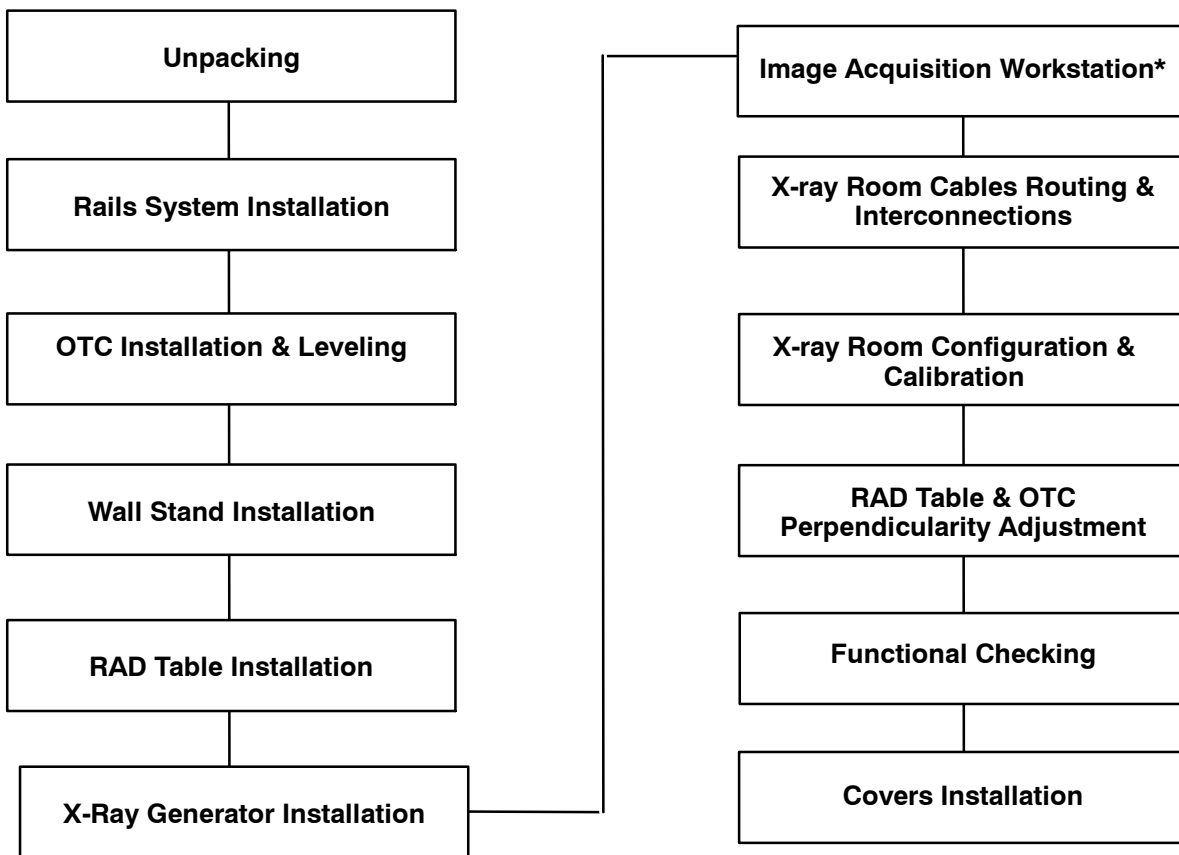 Unpacking
Rails System Installation
OTC Installation & Leveling
Wall Stand Installation
RAD Table Installation
X-Ray Generator Installation
Image Acquisition Workstation*
X-ray Room Cables Routing &
Interconnections
X-ray Room Configuration &
Calibration
RAD Table & OTC
Perpendicularity Adjustment
Functional Checking
Covers Installation